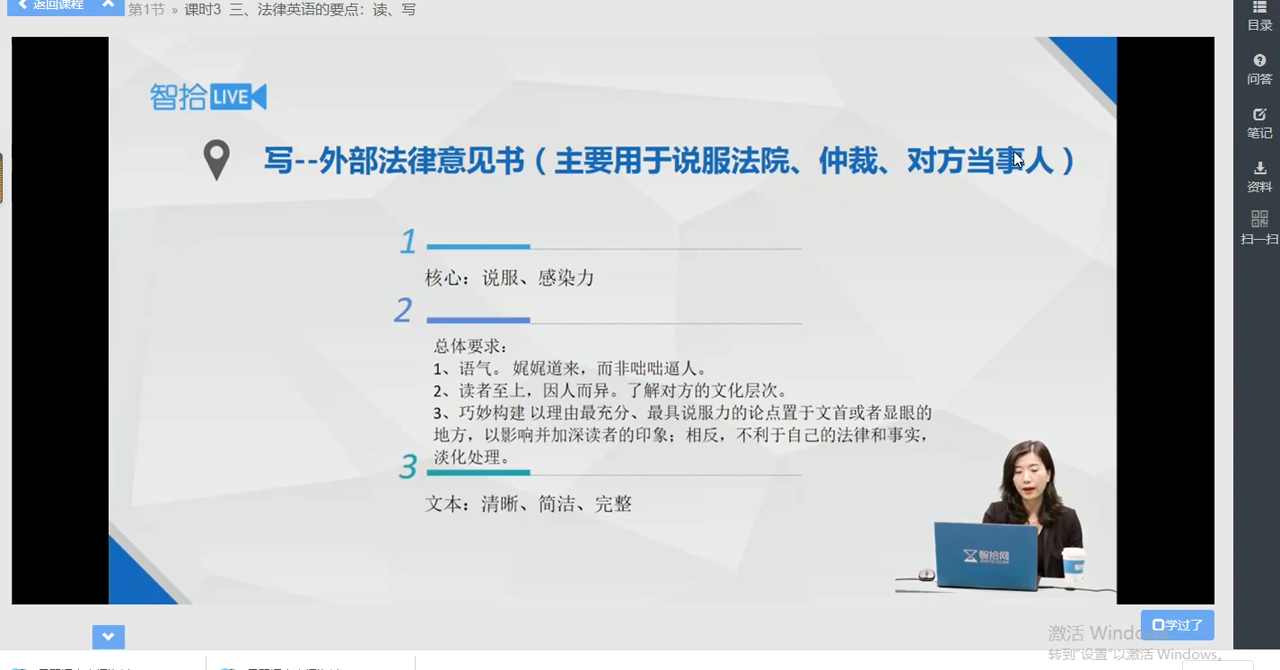 返回课程
第1节 » 课时3 三、法律英语的要点：读、写
目录
问答
笔记
资料
扫一扫
智拾LIVE
写--外部法律意见书（主要用于说服法院、仲裁、对方当事人）
1
核心：说服、感染力
2
总体要求：
1、语气。 娓娓道来，而非咄咄逼人。
2、读者至上，因人而异。了解对方的文化层次。
3、巧妙构建 以理由最充分、最具说服力的论点置于文首或者显眼的
地方，以影响并加深读者的印象；相反，不利于自己的法律和事实，
淡化处理。
3
文本：清晰、简洁、完整
智拾网
学过了
激活 Windows
转到"设置"以激活 Windows。